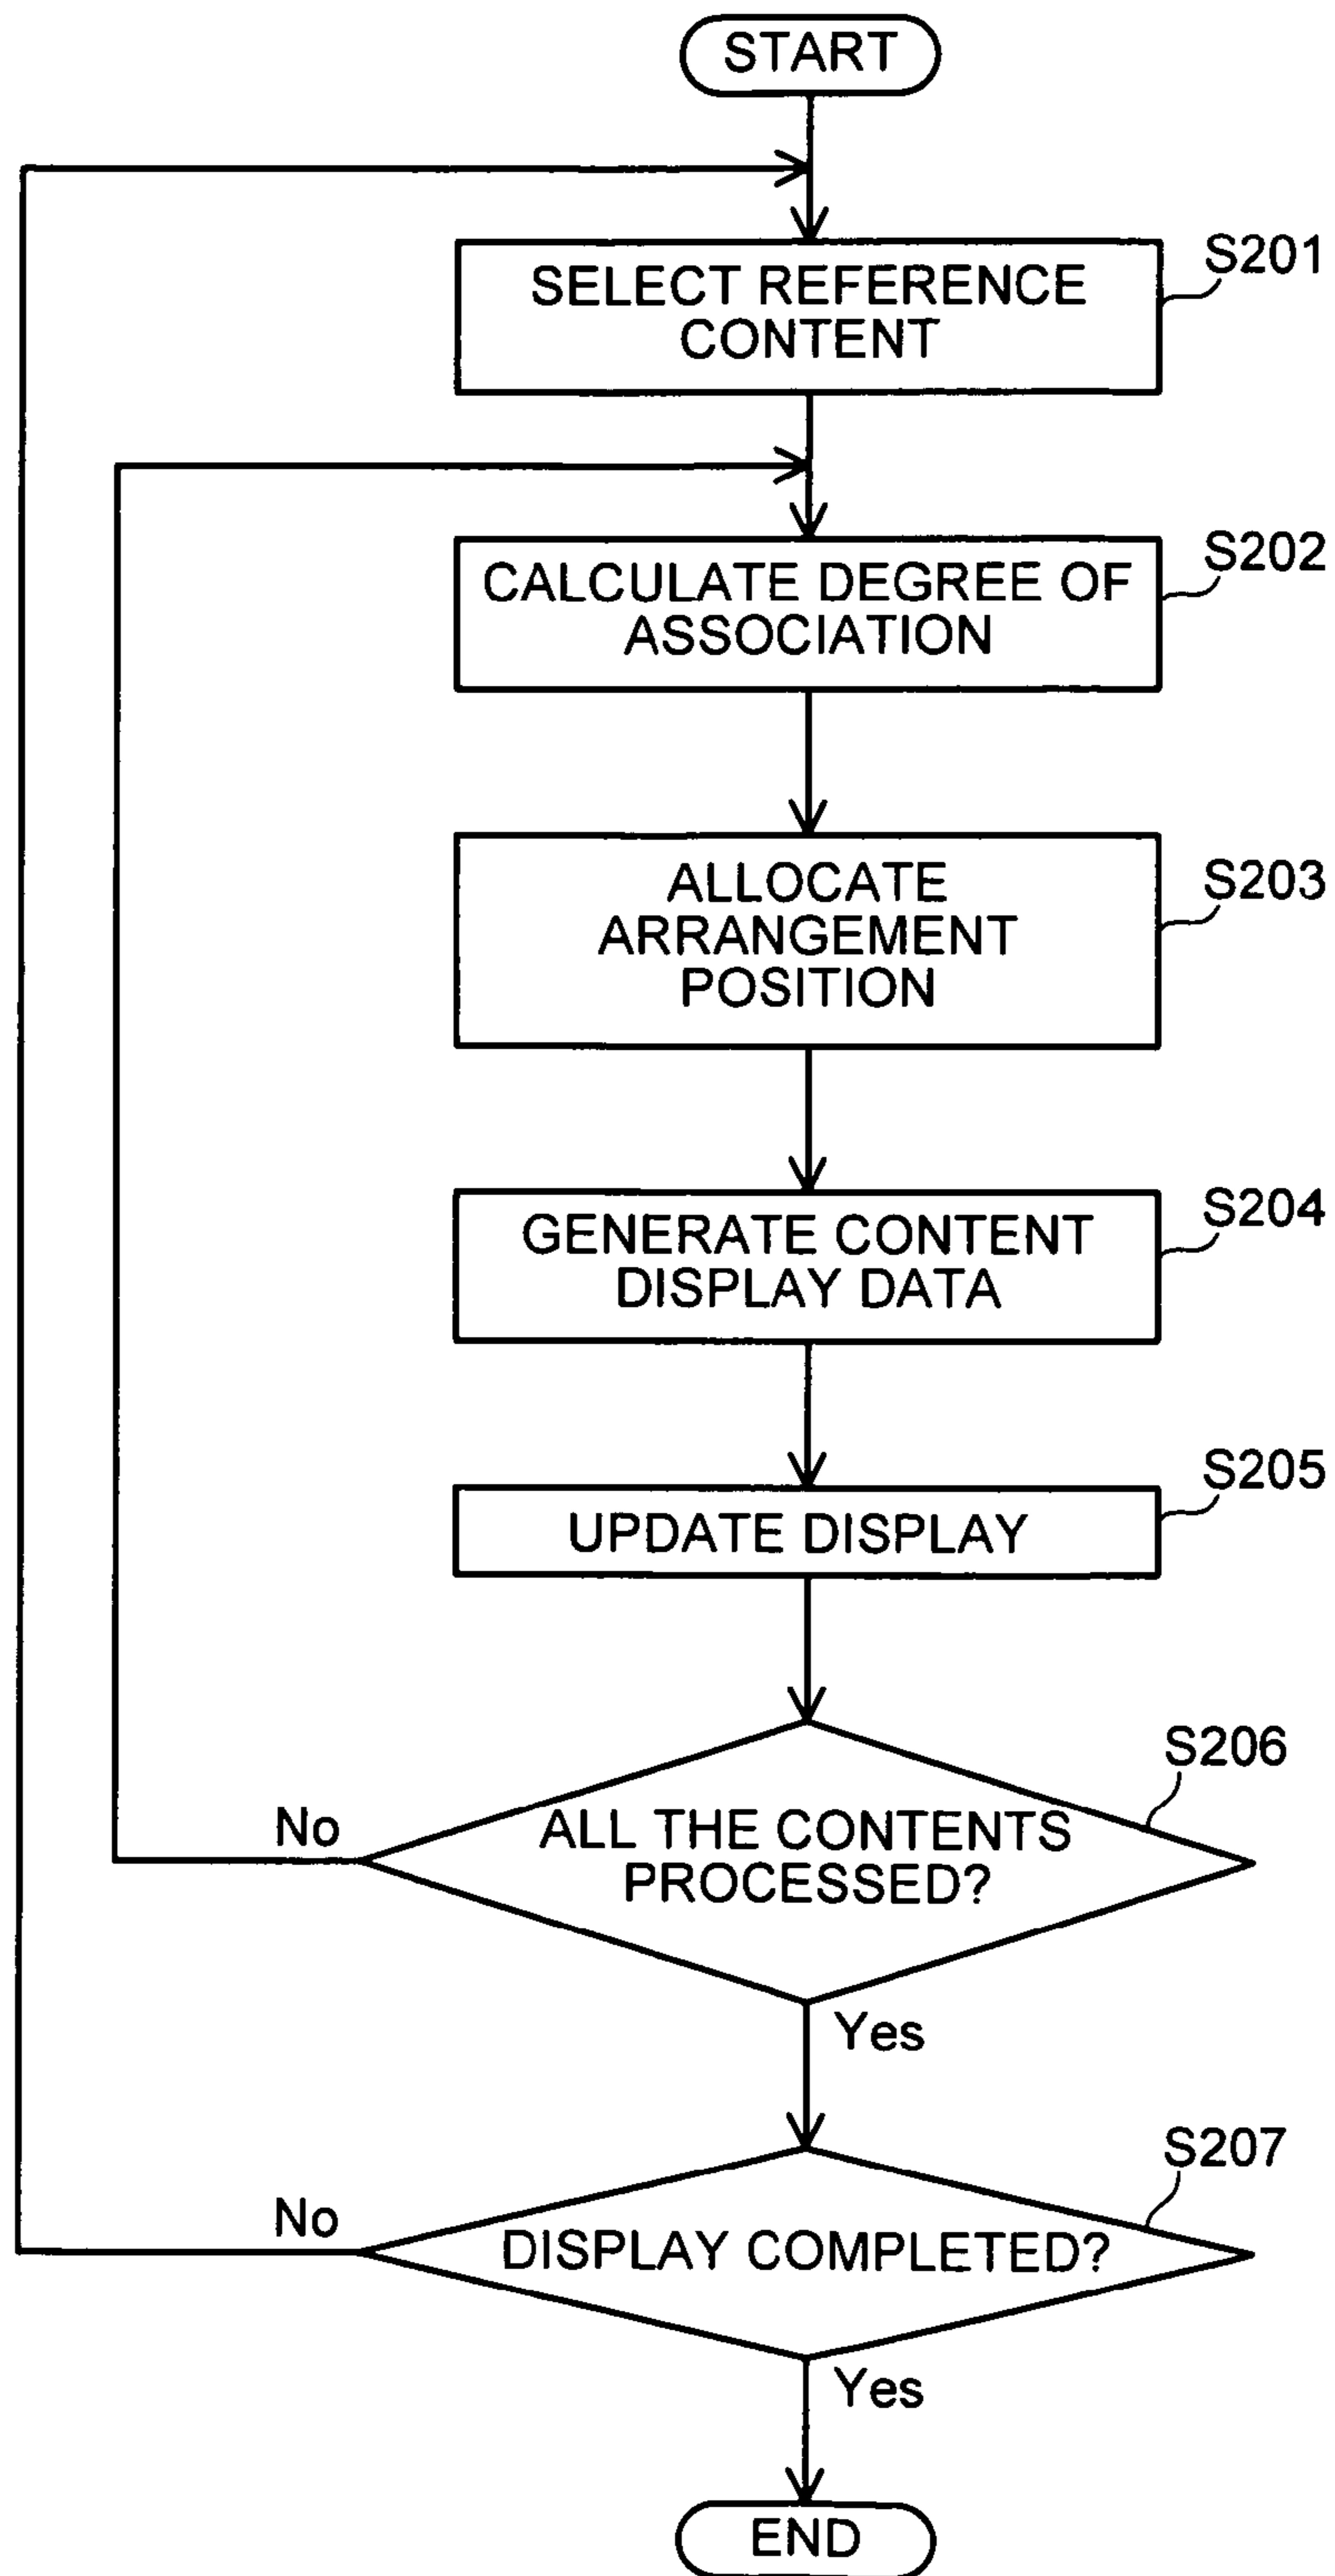 START
SELECT REFERENCE
CONTENT
S201
CALCULATE DEGREE OF
ASSOCIATION
S202
ALLOCATE
ARRANGEMENT
POSITION
S203
GENERATE CONTENT
DISPLAY DATA
S204
UPDATE DISPLAY
S205
ALL THE CONTENTS
PROCESSED?
S206
No
Yes
DISPLAY COMPLETED?
S207
No
Yes
END